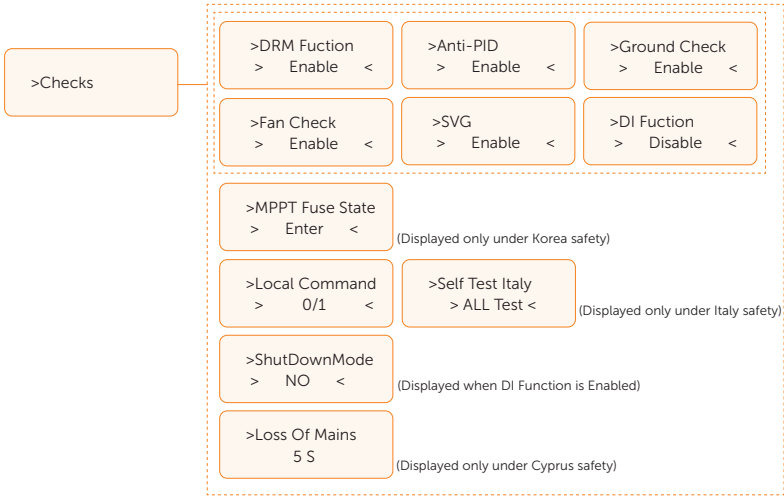 >Checks
>DRM Fuction
> Enable <
>Anti-PID
> Enable <
>Ground Check
> Enable <
>Fan Check
> Enable <
>SVG
> Enable <
>DI Fuction
> Disable <
>MPPT Fuse State
> Enter <
(Displayed only under Korea safety)
>Local Command
> 0/1 <
>Self Test Italy
> ALL Test <
(Displayed only under Italy safety)
>ShutDownMode
> NO <
(Displayed when DI Function is Enabled)
>Loss Of Mains
5 S
(Displayed only under Cyprus safety)